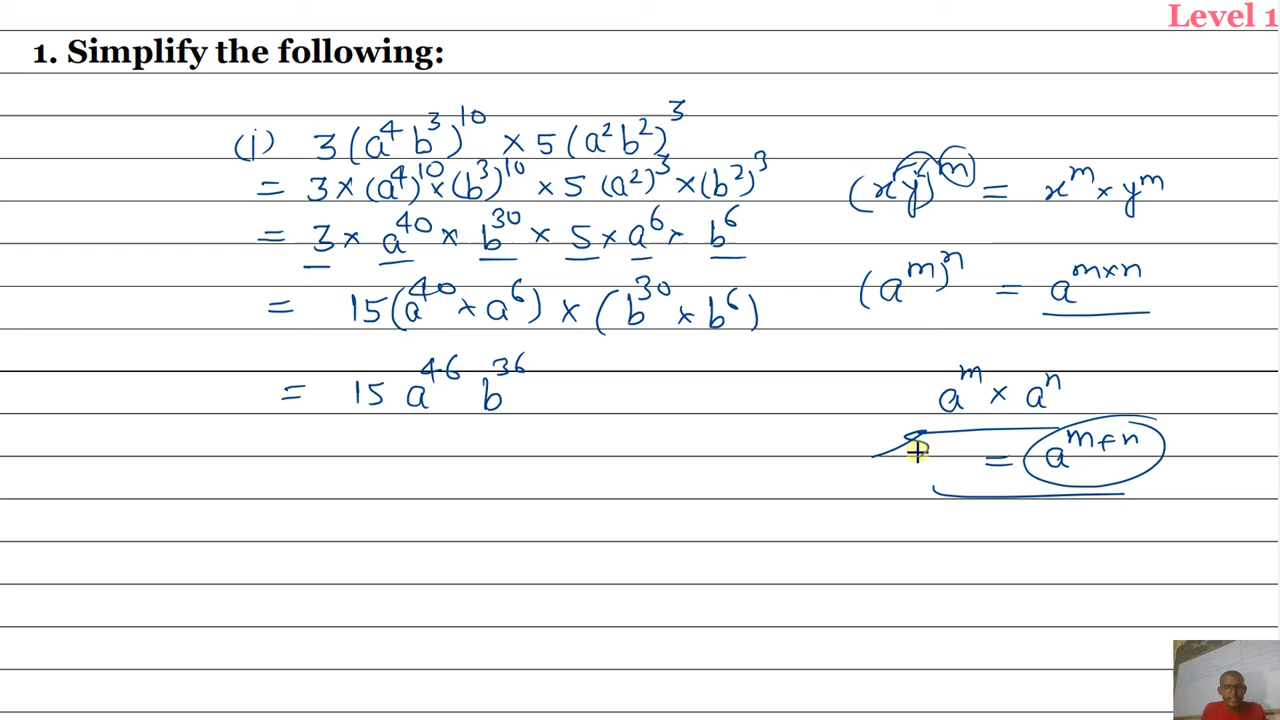 Level 1
1. Simplify the following:
(i) 3(a⁴b³)¹⁰ × 5(a²b²)³
= 3×(a⁴)¹⁰×(b³)¹⁰ × 5(a²)³×(b²)³
(xy)ᵐ = xᵐ×yᵐ
= 3 × a⁴⁰ × b³⁰ × 5 × a⁶ × b⁶
(aᵐ)ⁿ = aᵐˣⁿ
= 15(a⁴⁰ × a⁶) × (b³⁰ × b⁶)
= 15 a⁴⁶ b³⁶
aᵐ × aⁿ
= aᵐ⁺ⁿ